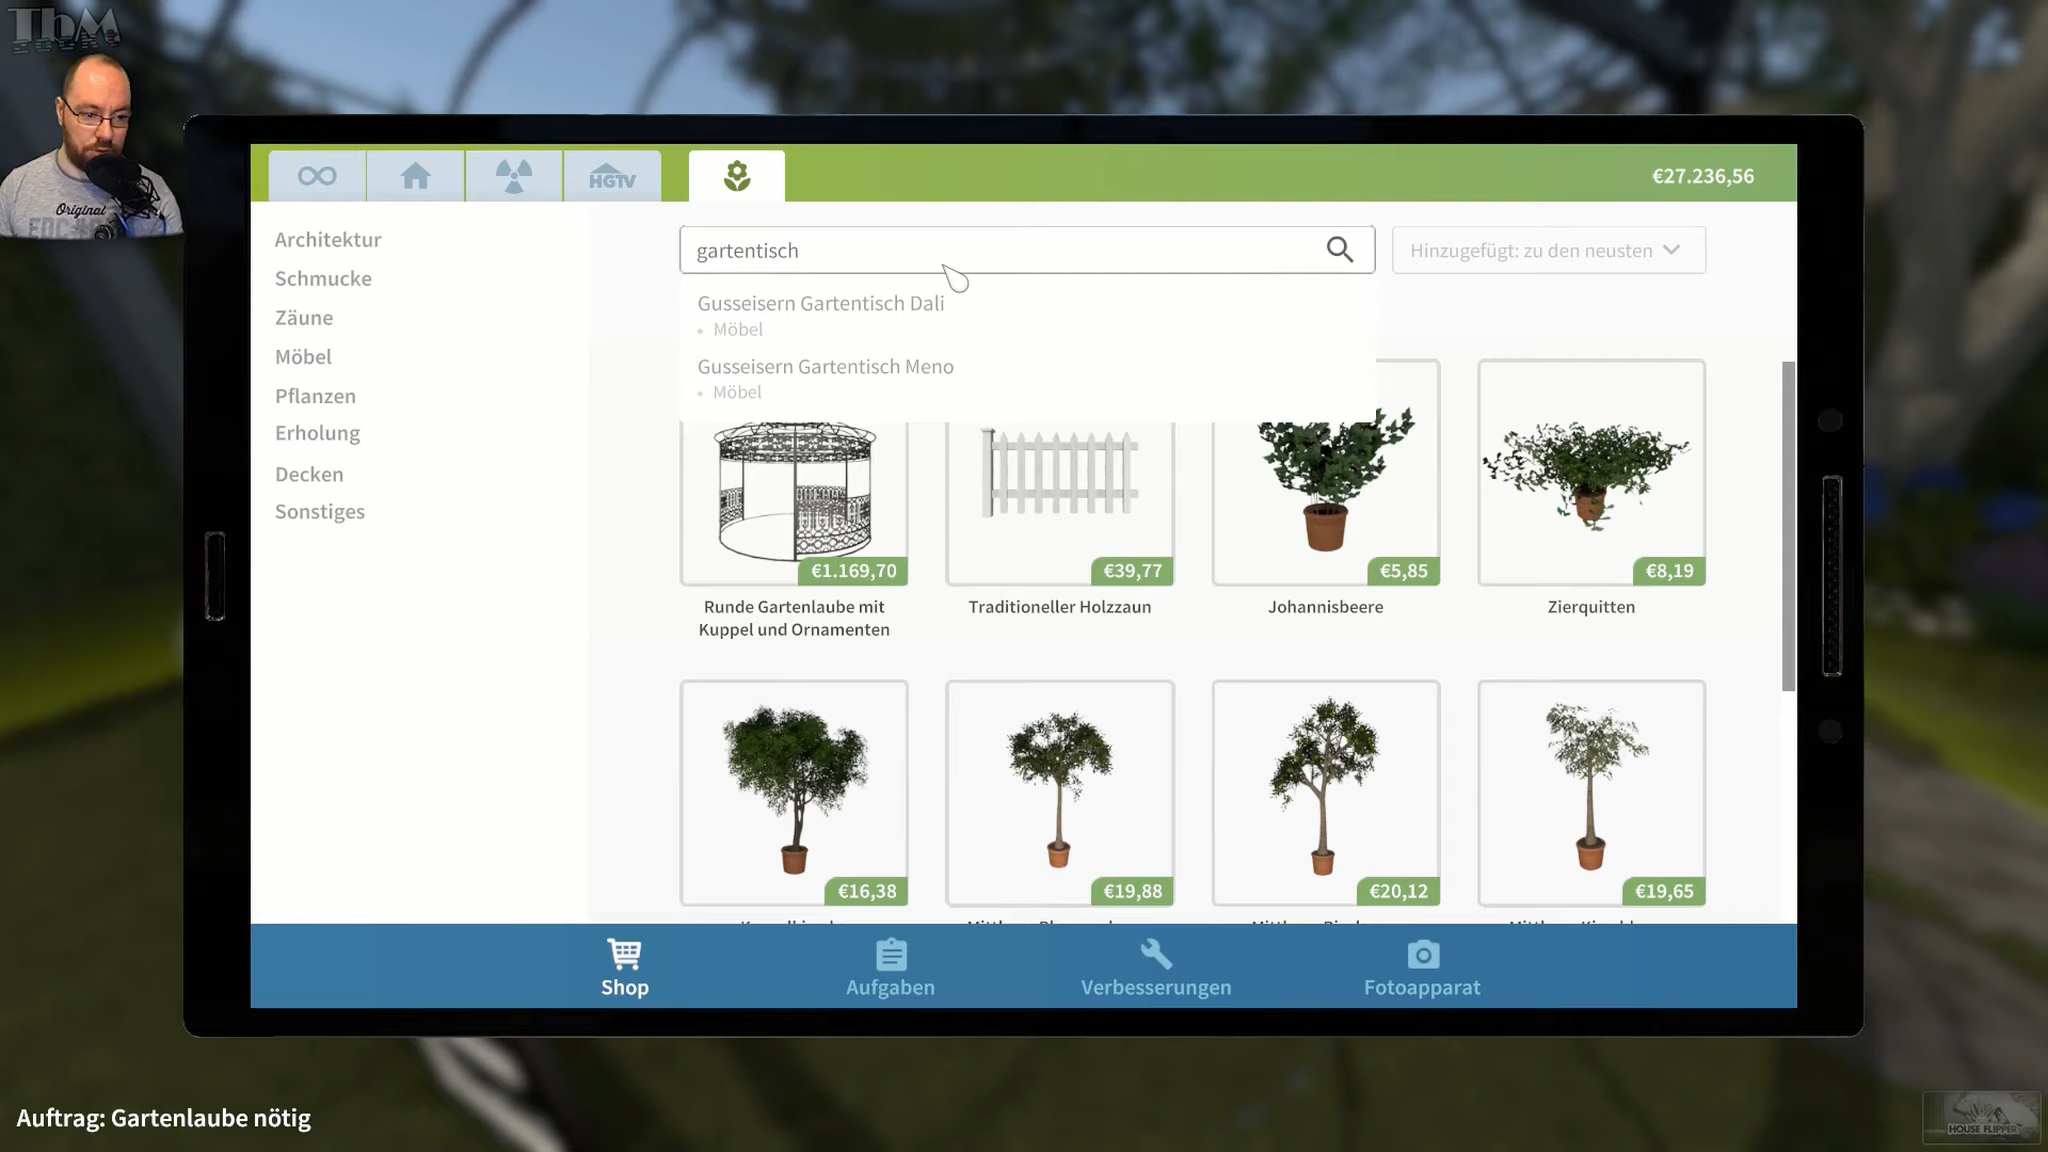 TbM
Original
HGTV
€27.236,56
Architektur
Schmucke
Zäune
Möbel
Pflanzen
Erholung
Decken
Sonstiges
gartentisch
Hinzugefügt: zu den neusten
Gusseisern Gartentisch Dali
• Möbel
Gusseisern Gartentisch Meno
• Möbel
€1.169,70
€39,77
€5,85
€8,19
Runde Gartenlaube mit
Kuppel und Ornamenten
Traditioneller Holzzaun
Johannisbeere
Zierquitten
€16,38
€19,88
€20,12
€19,65
Shop
Aufgaben
Verbesserungen
Fotoapparat
Auftrag: Gartenlaube nötig
HOUSE FLIPPER